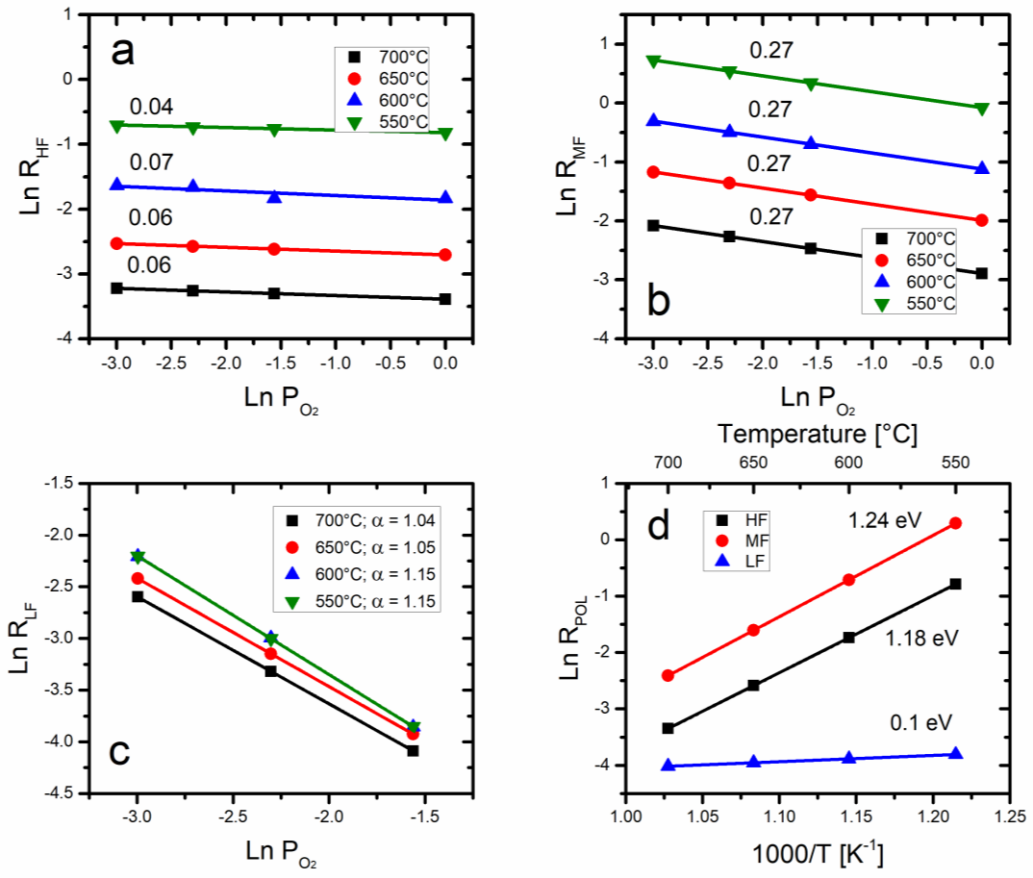 a
Ln R_HF
1
0
-1
-2
-3
-4
700°C
650°C
600°C
550°C
0.04
0.07
0.06
0.06
-3.0 -2.5 -2.0 -1.5 -1.0 -0.5 0.0
Ln P_O₂
b
Ln R_MF
1
0
-1
-2
-3
-4
0.27
0.27
0.27
0.27
700°C
650°C
600°C
550°C
-3.0 -2.5 -2.0 -1.5 -1.0 -0.5 0.0
Ln P_O₂
c
Ln R_LF
-1.5
-2.0
-2.5
-3.0
-3.5
-4.0
-4.5
700°C; α = 1.04
650°C; α = 1.05
600°C; α = 1.15
550°C; α = 1.15
-3.0 -2.5 -2.0 -1.5
Ln P_O₂
Temperature [°C]
700 650 600 550
d
Ln R_POL
1
0
-1
-2
-3
-4
HF
MF
LF
1.24 eV
1.18 eV
0.1 eV
1.00 1.05 1.10 1.15 1.20 1.25
1000/T [K⁻¹]